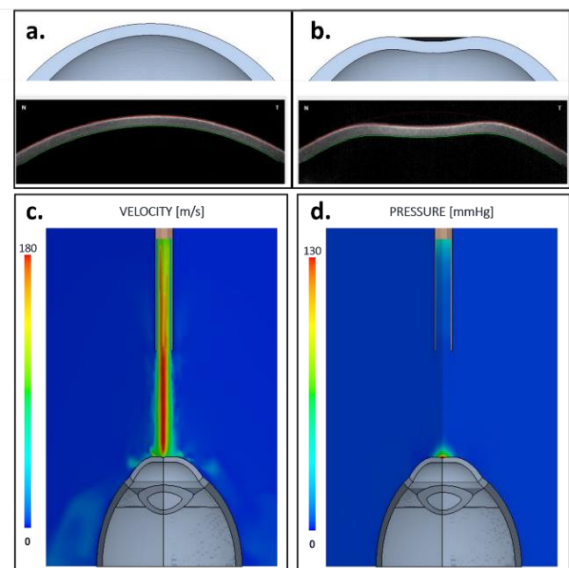 a.
b.
N
T
N
T
c.
VELOCITY [m/s]
180
0
d.
PRESSURE [mmHg]
130
0